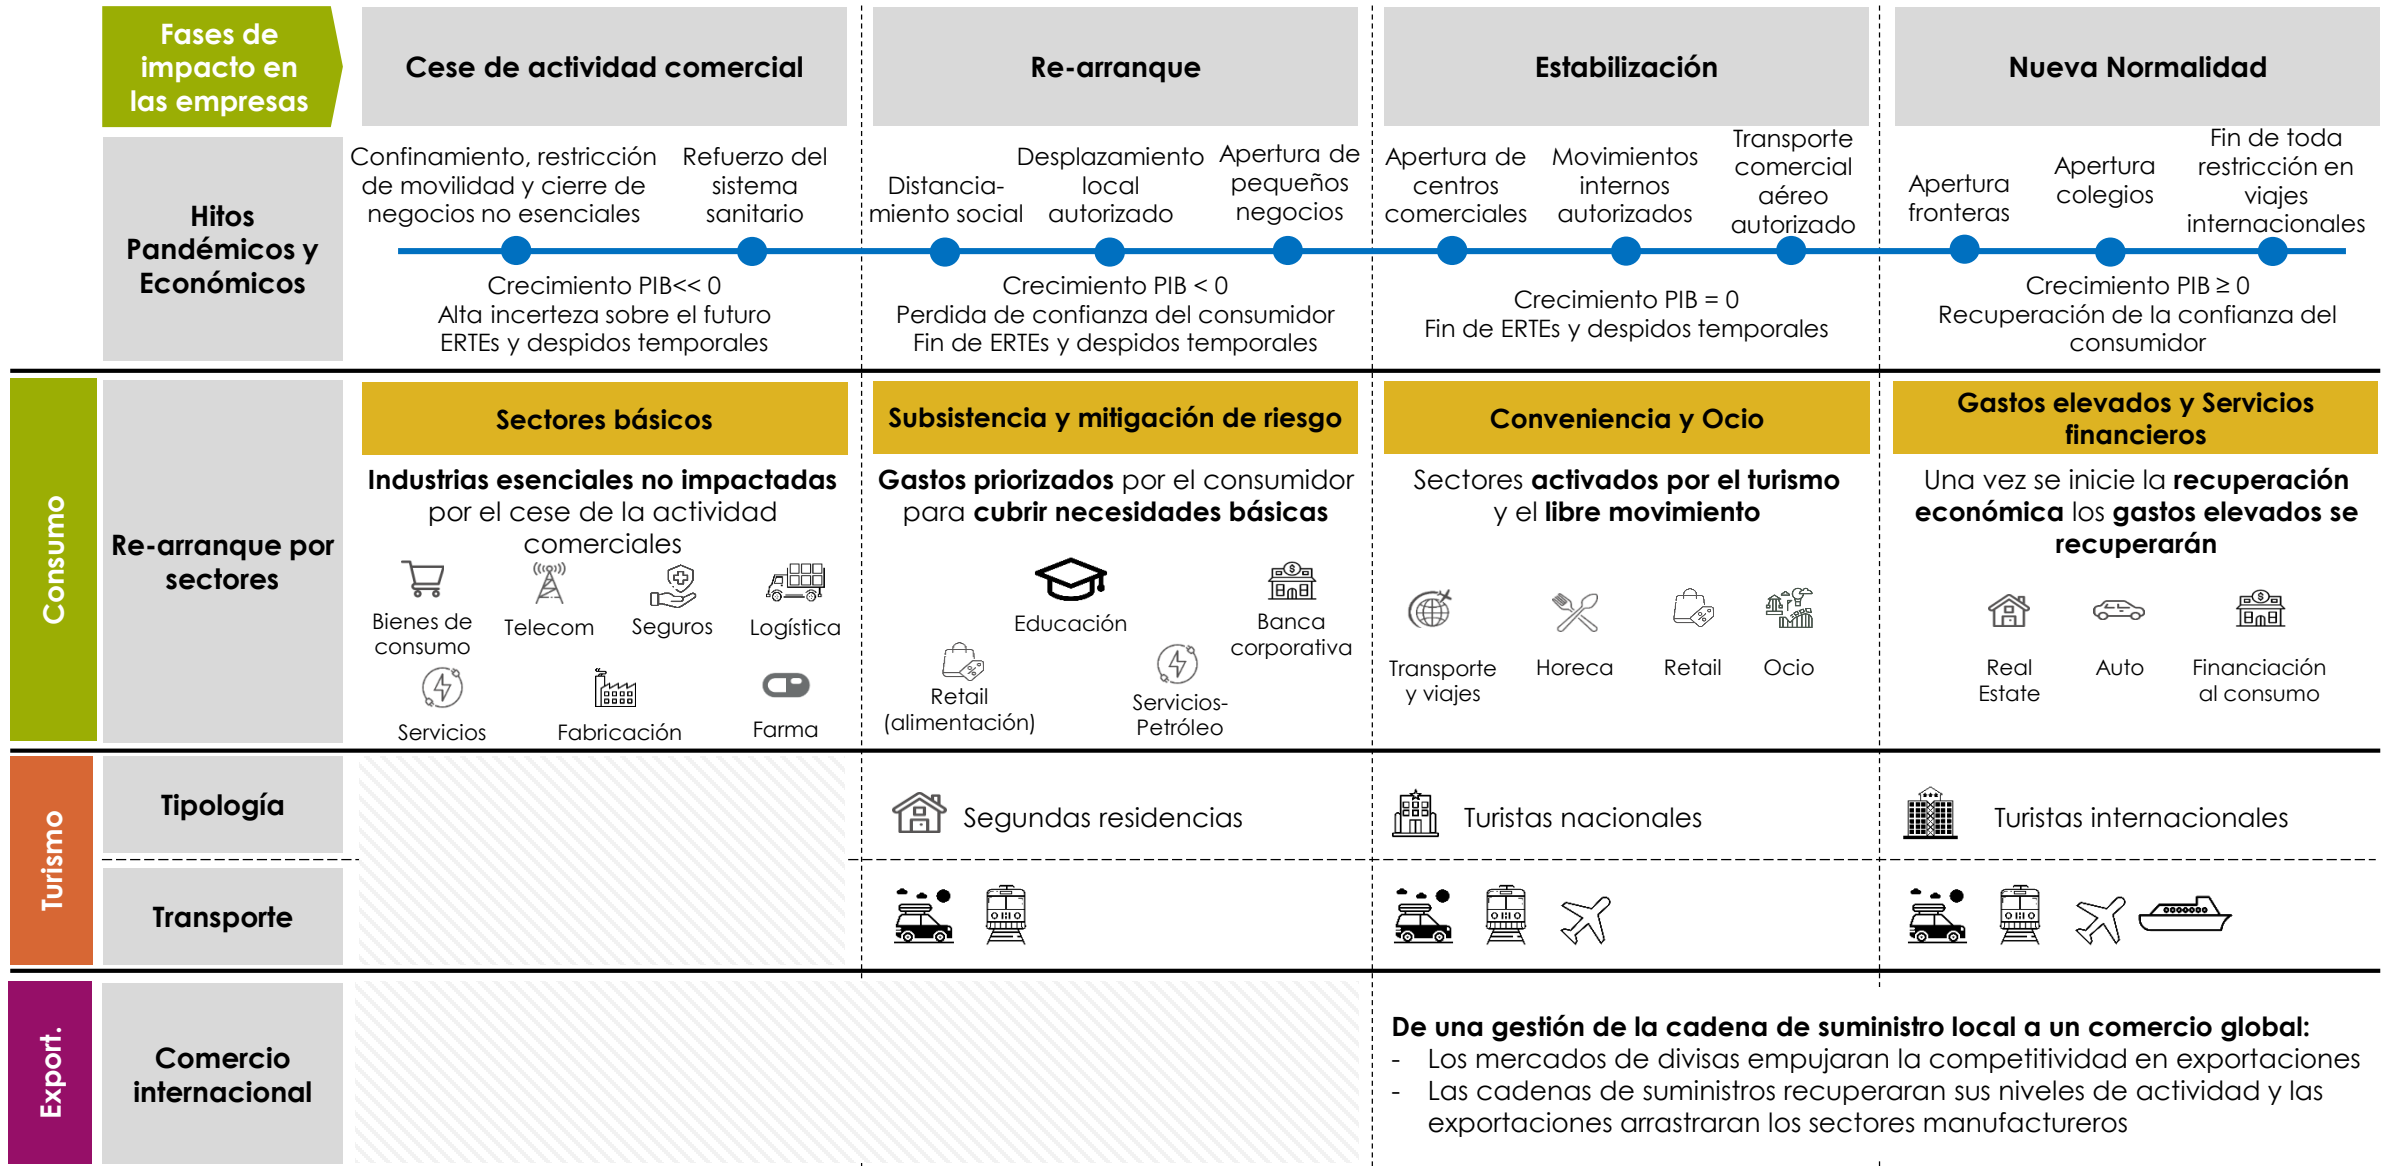 Fases de
impacto en
las empresas
Cese de actividad comercial
Re-arranque
Estabilización
Nueva Normalidad
Hitos
Pandémicos y
Económicos
Confinamiento, restricción
de movilidad y cierre de
negocios no esenciales
Refuerzo del
sistema
sanitario
Distancia-
miento social
Desplazamiento
local
autorizado
Apertura de
pequeños
negocios
Apertura de
centros
comerciales
Movimientos
internos
autorizados
Transporte
comercial
aéreo
autorizado
Apertura
fronteras
Apertura
colegios
Fin de toda
restricción en
viajes
internacionales
Crecimiento PIB<< 0
Alta incerteza sobre el futuro
ERTEs y despidos temporales
Crecimiento PIB < 0
Perdida de confianza del consumidor
Fin de ERTEs y despidos temporales
Crecimiento PIB = 0
Fin de ERTEs y despidos temporales
Crecimiento PIB ≥ 0
Recuperación de la confianza del
consumidor
Consumo
Re-arranque por
sectores
Sectores básicos
Industrias esenciales no impactadas
por el cese de la actividad
comerciales
Bienes de
consumo
Telecom
Seguros
Logística
Servicios
Fabricación
Farma
Subsistencia y mitigación de riesgo
Gastos priorizados por el consumidor
para cubrir necesidades básicas
Educación
Banca
corporativa
Retail
(alimentación)
Servicios-
Petróleo
Conveniencia y Ocio
Sectores activados por el turismo
y el libre movimiento
Transporte
y viajes
Horeca
Retail
Ocio
Gastos elevados y Servicios
financieros
Una vez se inicie la recuperación
económica los gastos elevados se
recuperarán
Real
Estate
Auto
Financiación
al consumo
Turismo
Tipología
Segundas residencias
Turistas nacionales
Turistas internacionales
Transporte
Export.
Comercio
internacional
De una gestión de la cadena de suministro local a un comercio global:
- Los mercados de divisas empujaran la competitividad en exportaciones
- Las cadenas de suministros recuperaran sus niveles de actividad y las
exportaciones arrastraran los sectores manufactureros